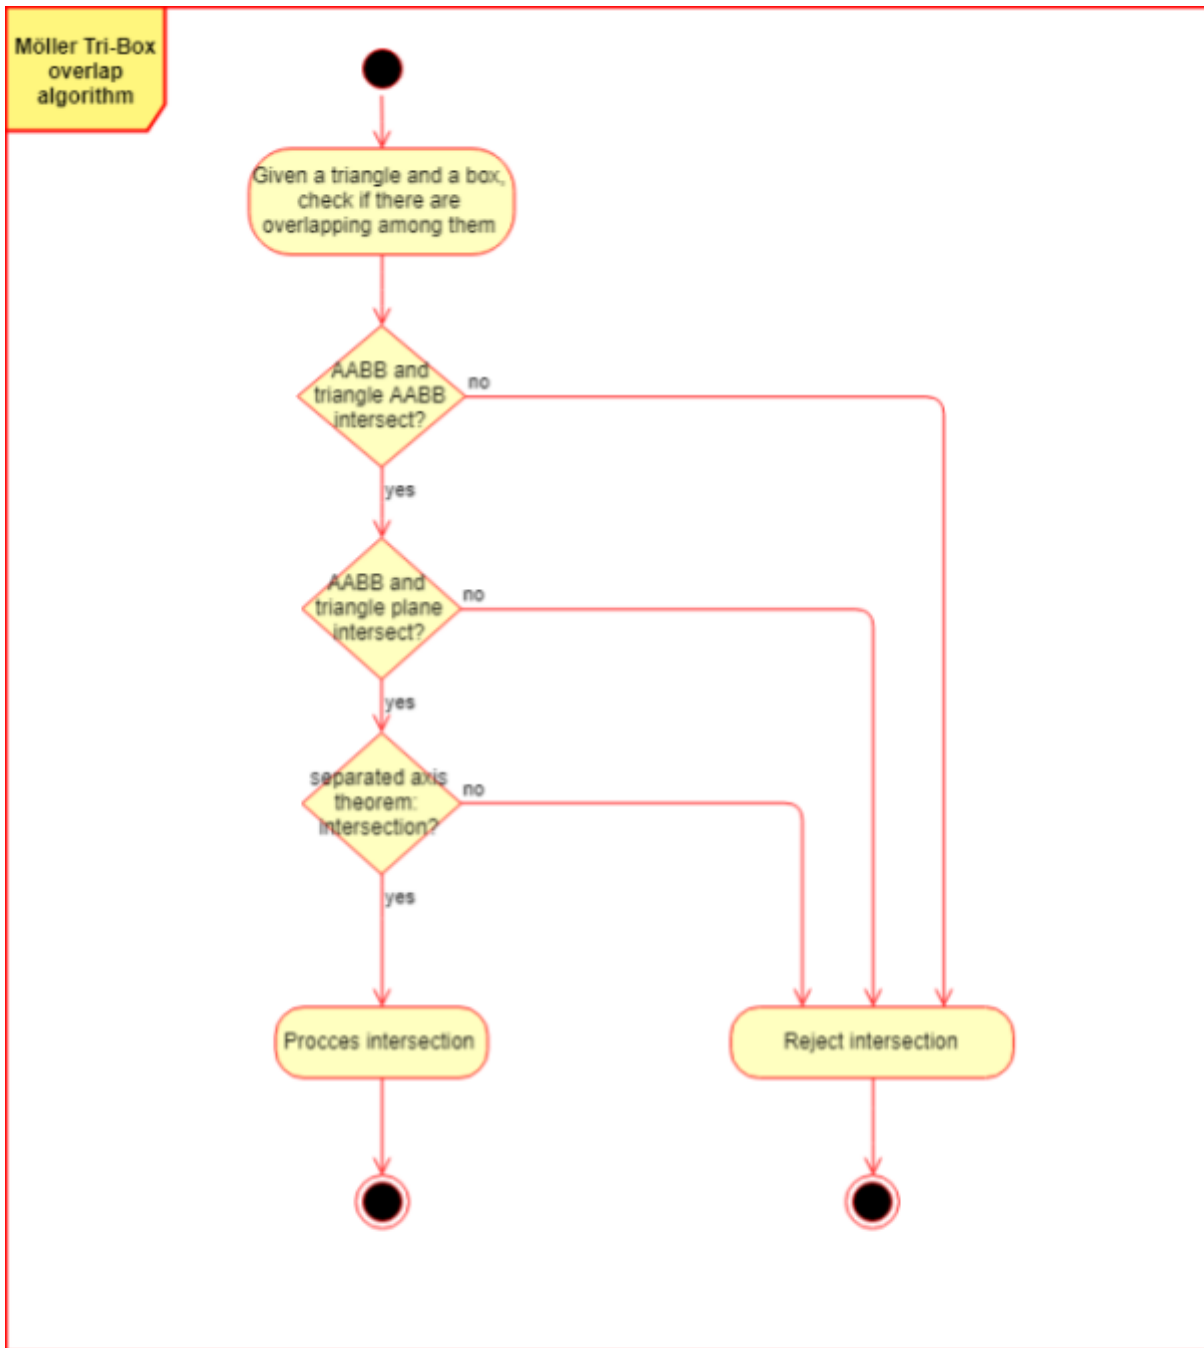 Möller Tri-Box
overlap
algorithm
Given a triangle and a box,
check if there are
overlapping among them
AABB and
triangle AABB
intersect?
no
yes
AABB and
triangle plane
intersect?
no
yes
separated axis
theorem:
intersection?
no
yes
Procces intersection
Reject intersection